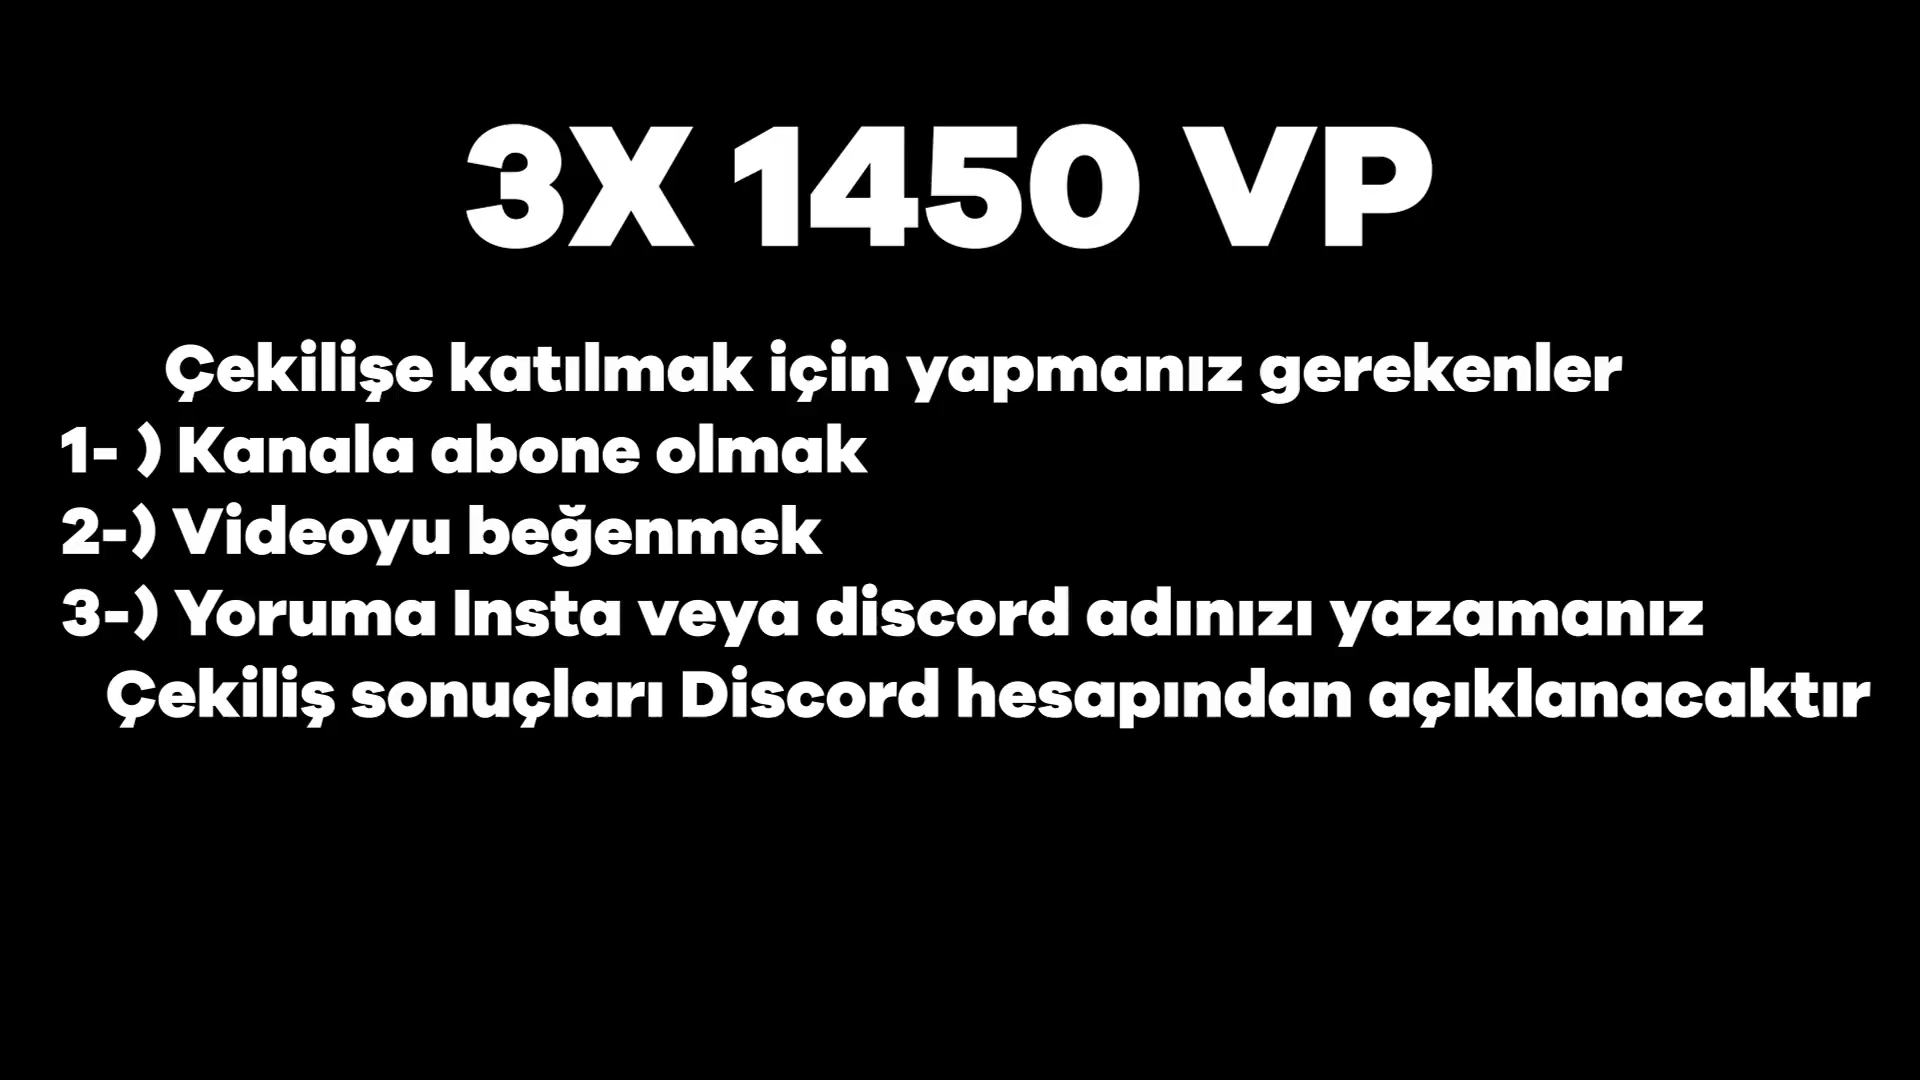 3X 1450 VP
Çekilişe katılmak için yapmanız gerekenler
1- ) Kanala abone olmak
2-) Videoyu beğenmek
3-) Yoruma Insta veya discord adınızı yazamanız
Çekiliş sonuçları Discord hesapından açıklanacaktır